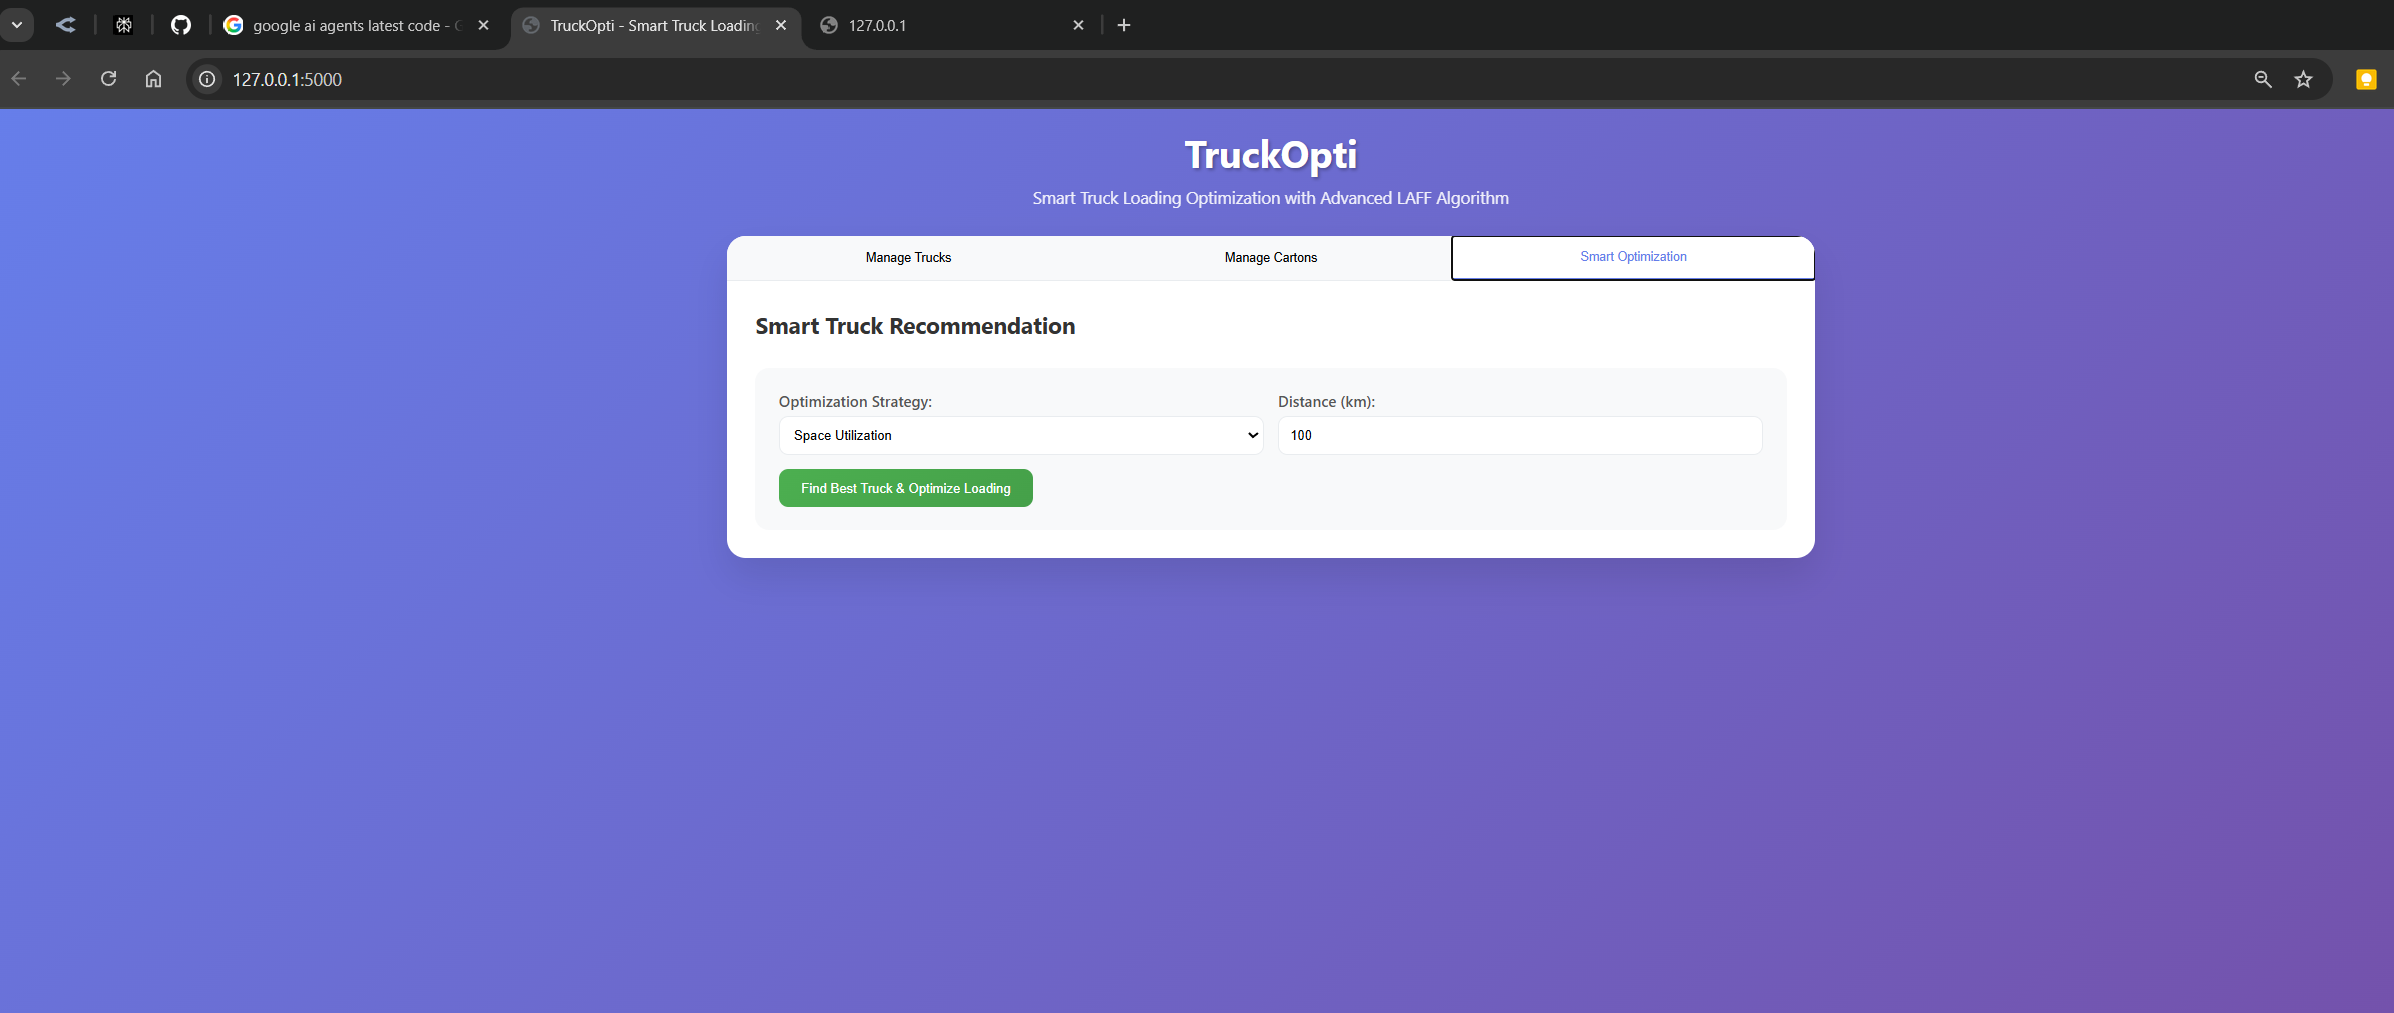 google ai agents latest code - G
TruckOpti - Smart Truck Loading
127.0.0.1
127.0.0.1:5000
TruckOpti
Smart Truck Loading Optimization with Advanced LAFF Algorithm
Manage Trucks
Manage Cartons
Smart Optimization
Smart Truck Recommendation
Optimization Strategy:
Distance (km):
Space Utilization
100
Find Best Truck & Optimize Loading